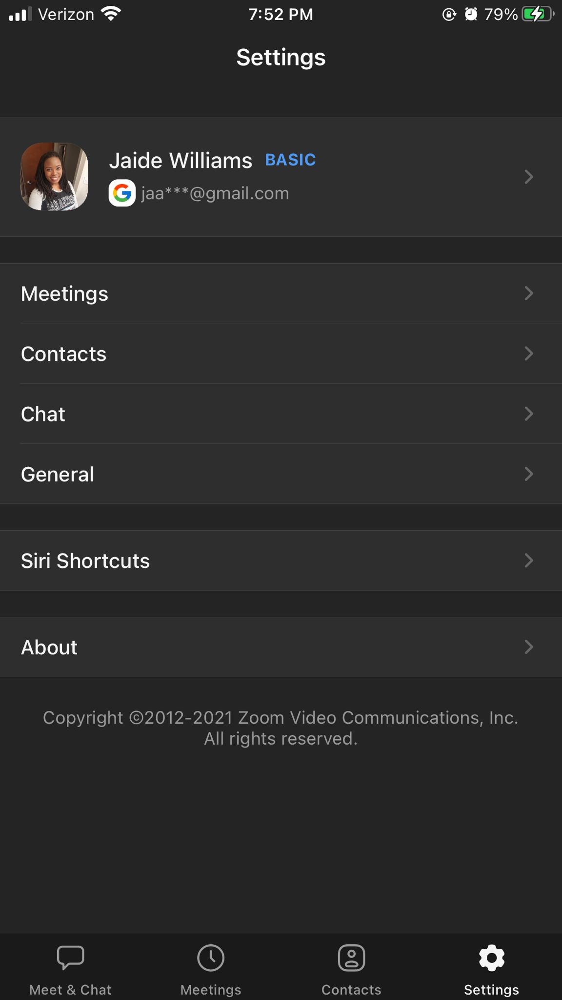 Verizon 7:52 PM 79%
Settings
Jaide Williams BASIC
jaa***@gmail.com
Meetings
Contacts
Chat
General
Siri Shortcuts
About
Copyright ©2012-2021 Zoom Video Communications, Inc.
All rights reserved.
Meet & Chat Meetings Contacts Settings